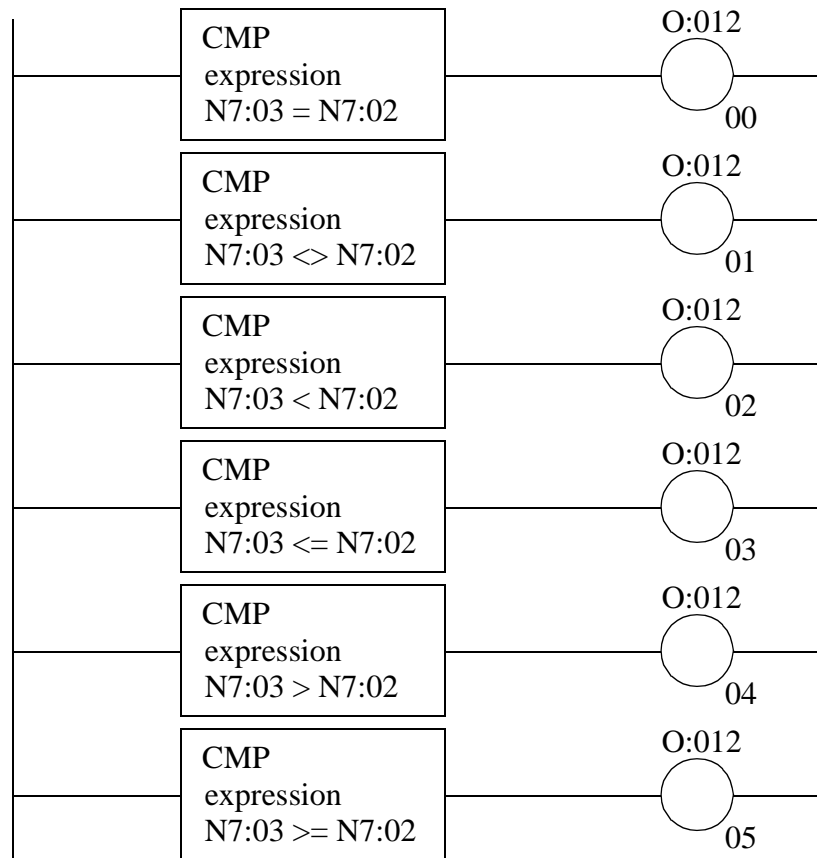 CMP
expression
N7:03 = N7:02
O:012
00
CMP
expression
N7:03 <> N7:02
O:012
01
CMP
expression
N7:03 < N7:02
O:012
02
CMP
expression
N7:03 <= N7:02
O:012
03
CMP
expression
N7:03 > N7:02
O:012
04
CMP
expression
N7:03 >= N7:02
O:012
05